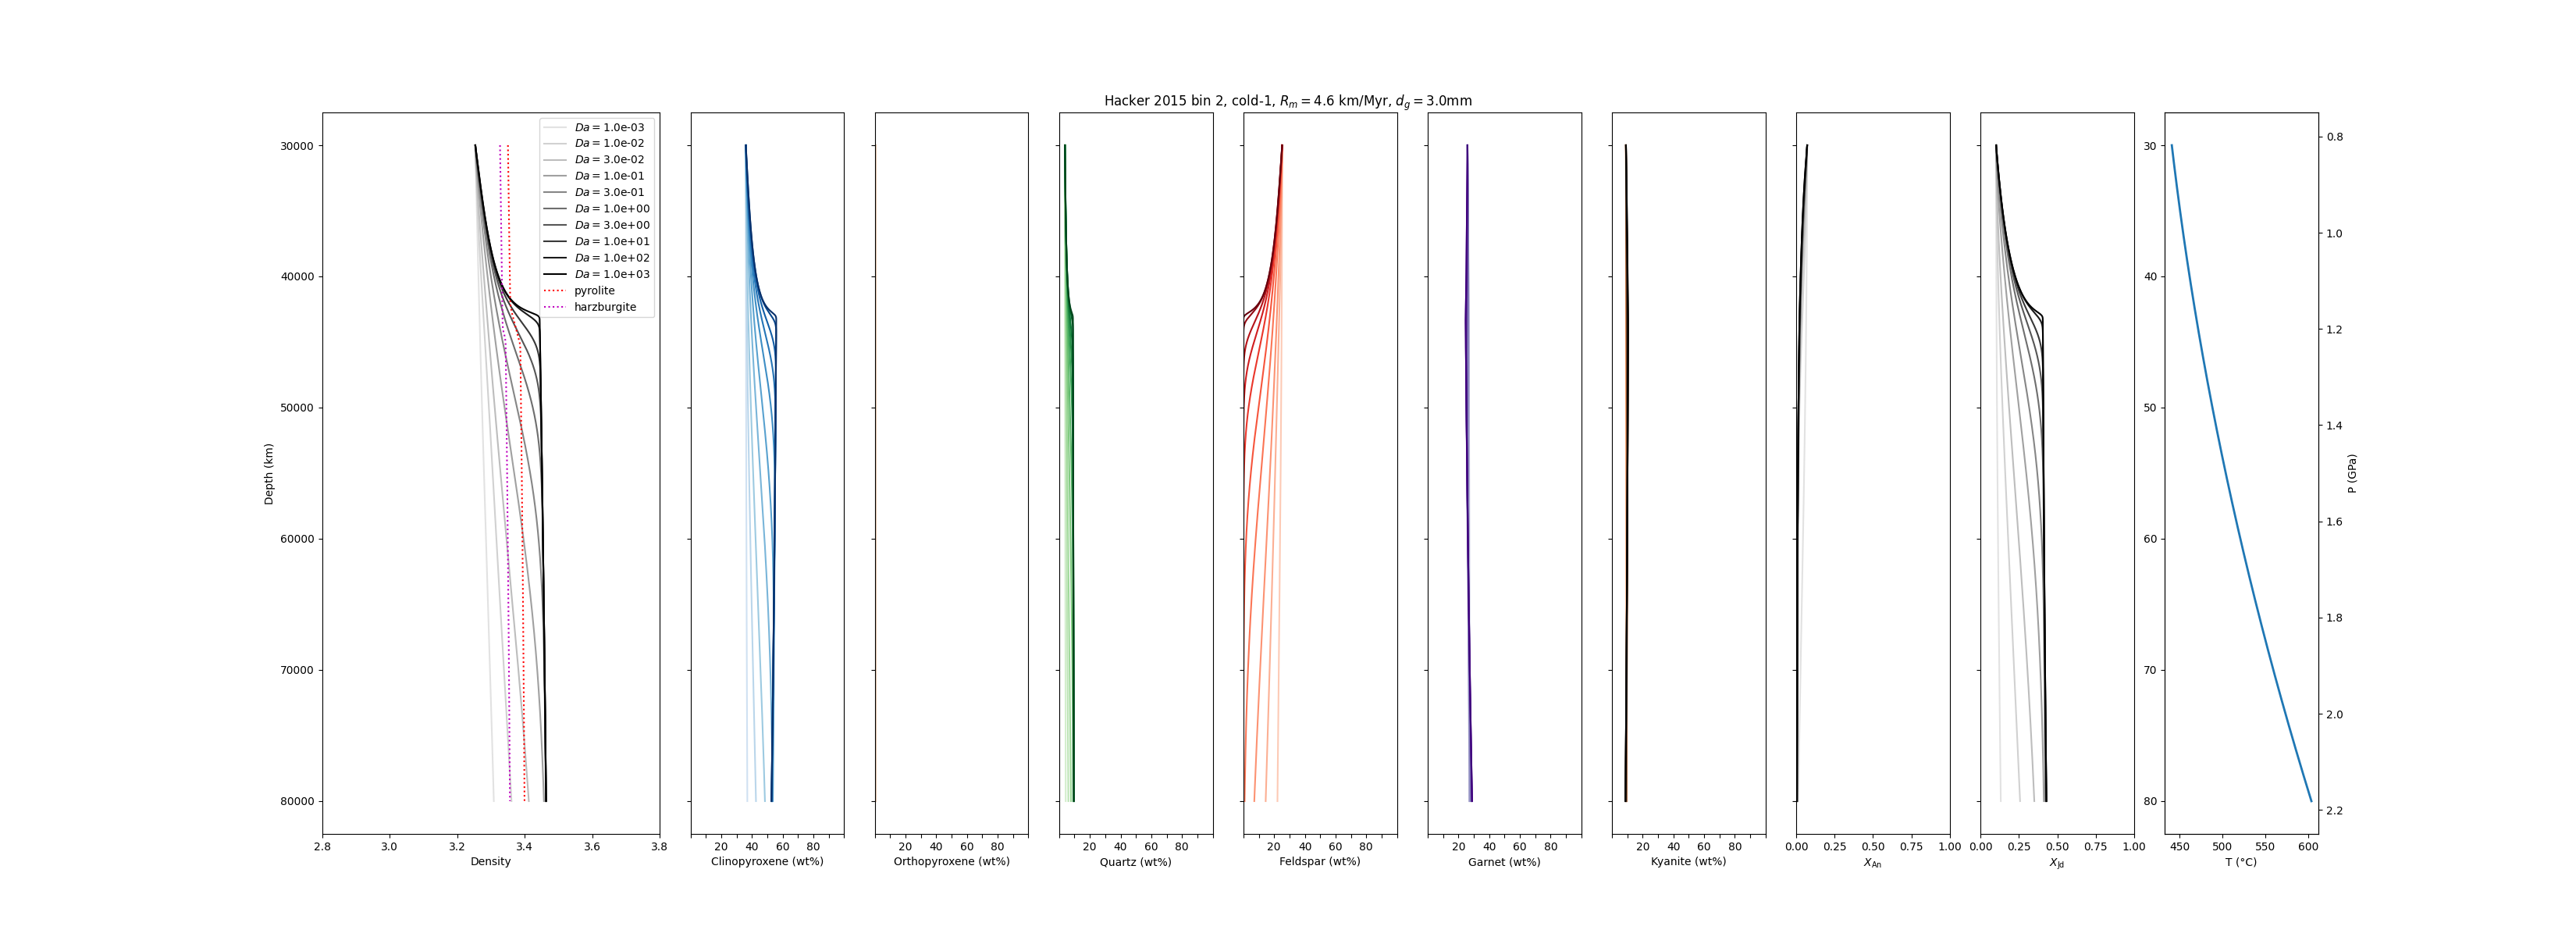 Hacker 2015 bin 2, cold-1, R_m = 4.6 km/Myr, d_g = 3.0mm
Depth (km)
30000
40000
50000
60000
70000
80000
2.8 3.0 3.2 3.4 3.6 3.8
Density
Da = 1.0e-03
Da = 1.0e-02
Da = 3.0e-02
Da = 1.0e-01
Da = 3.0e-01
Da = 1.0e+00
Da = 3.0e+00
Da = 1.0e+01
Da = 1.0e+02
Da = 1.0e+03
pyrolite
harzburgite
20 40 60 80
Clinopyroxene (wt%)
20 40 60 80
Orthopyroxene (wt%)
20 40 60 80
Quartz (wt%)
20 40 60 80
Feldspar (wt%)
20 40 60 80
Garnet (wt%)
20 40 60 80
Kyanite (wt%)
0.00 0.25 0.50 0.75 1.00
X_An
0.00 0.25 0.50 0.75 1.00
X_Jd
30
40
50
60
70
80
450 500 550 600
T (°C)
0.8
1.0
1.2
1.4
1.6
1.8
2.0
2.2
P (GPa)